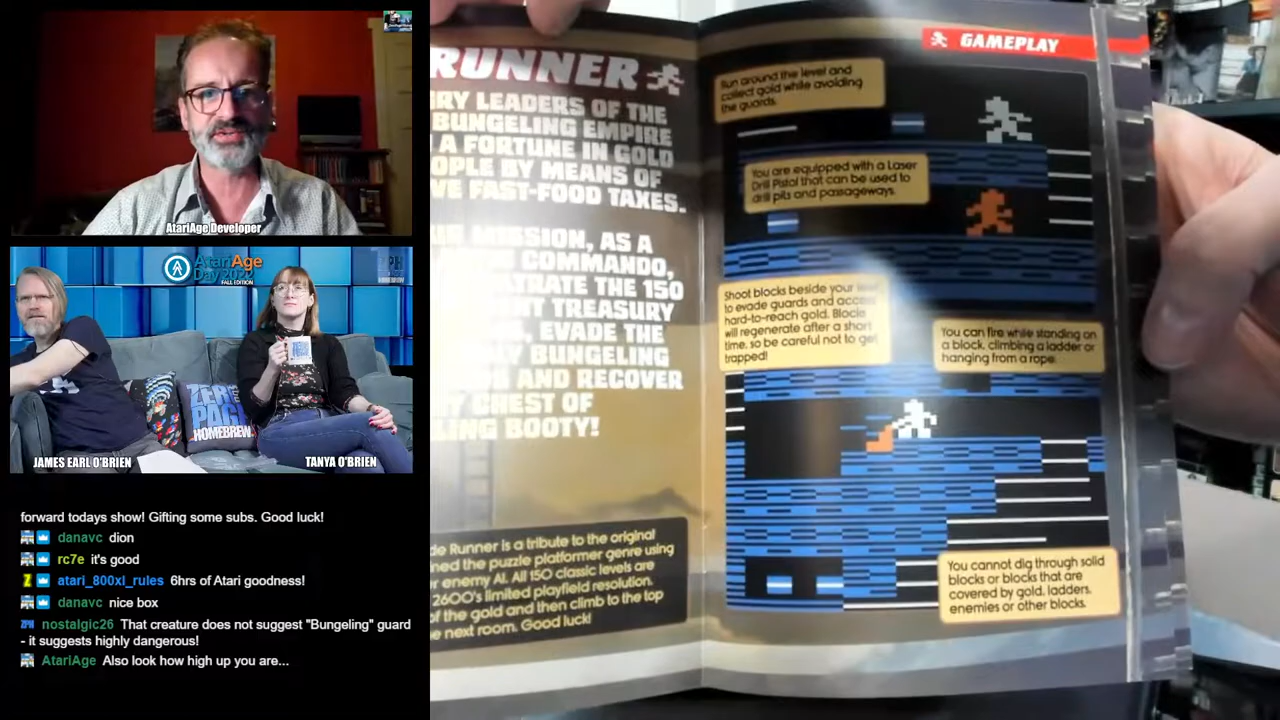 AtariAge Developer
AtariAge
Day 2022
FALL EDITION
ZERO
PAGE
HOMEBREW
JAMES EARL O'BRIEN
TANYA O'BRIEN
forward todays show! Gifting some subs. Good luck!
danavc dion
rc7e it's good
atari_800xl_rules 6hrs of Atari goodness!
danavc nice box
nostalgic26 That creature does not suggest "Bungeling" guard
- it suggests highly dangerous!
AtariAge Also look how high up you are...
RUNNER
LEADERS OF THE
BUNGELING EMPIRE
A FORTUNE IN GOLD
BY MEANS OF
FAST-FOOD TAXES.
MISSION, AS A
COMMANDO,
THE 150
TREASURY
EVADE THE
BUNGELING
AND RECOVER
CHEST OF
BOOTY!
Runner is a tribute to the original
the puzzle platformer genre using
enemy AI. All 150 classic levels are
2600's limited playfield resolution.
of the gold and then climb to the top
next room. Good luck!
GAMEPLAY
Run around the level and
collect gold while avoiding
the guards.
You are equipped with a Laser
Drill Pistol that can be used to
drill pits and passageways.
Shoot blocks beside your
to evade guards and access
hard-to-reach gold. Blocks
will regenerate after a short
time, so be careful not to get
trapped!
You can fire while standing on
a block, climbing a ladder or
hanging from a rope.
You cannot dig through solid
blocks or blocks that are
covered by gold, ladders,
enemies or other blocks.